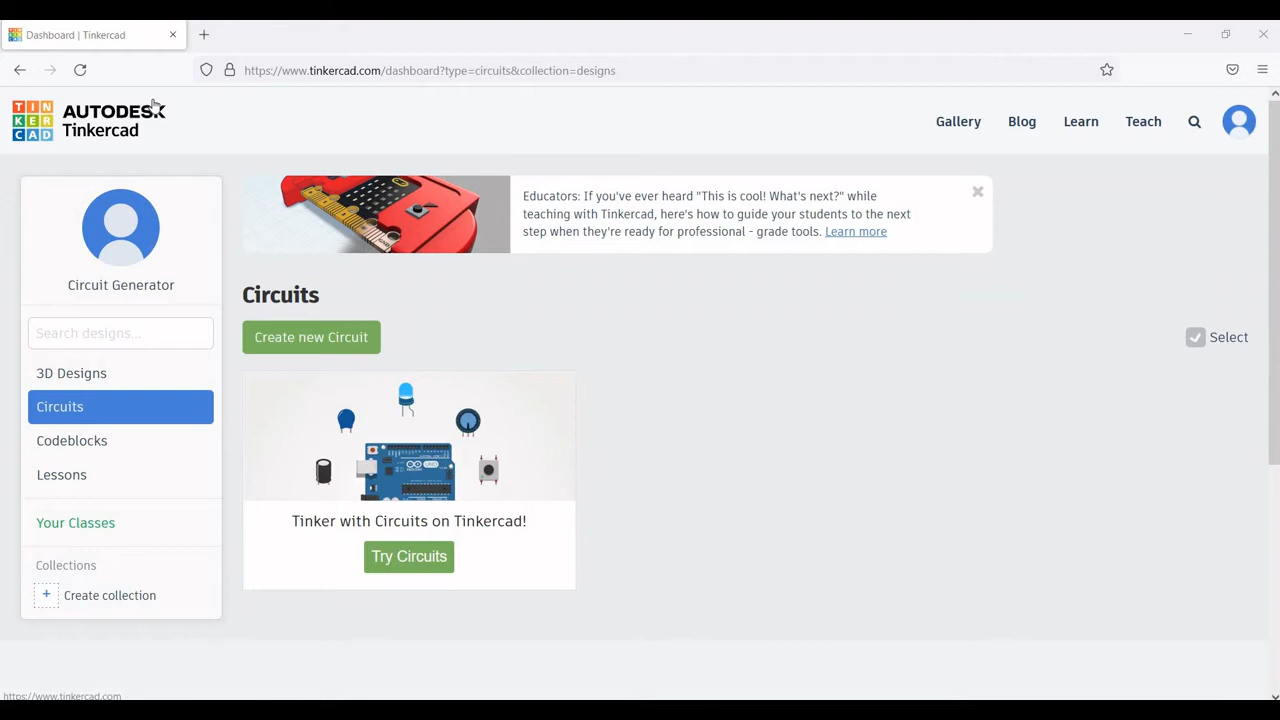 Dashboard | Tinkercad
https://www.tinkercad.com/dashboard?type=circuits&collection=designs
TIN
KER
CAD
AUTODESK
Tinkercad
Gallery
Blog
Learn
Teach
Educators: If you've ever heard "This is cool! What's next?" while
teaching with Tinkercad, here's how to guide your students to the next
step when they're ready for professional - grade tools. Learn more
Circuit Generator
Search designs...
3D Designs
Circuits
Codeblocks
Lessons
Your Classes
Collections
+ Create collection
Circuits
Create new Circuit
Select
Tinker with Circuits on Tinkercad!
Try Circuits
https://www.tinkercad.com